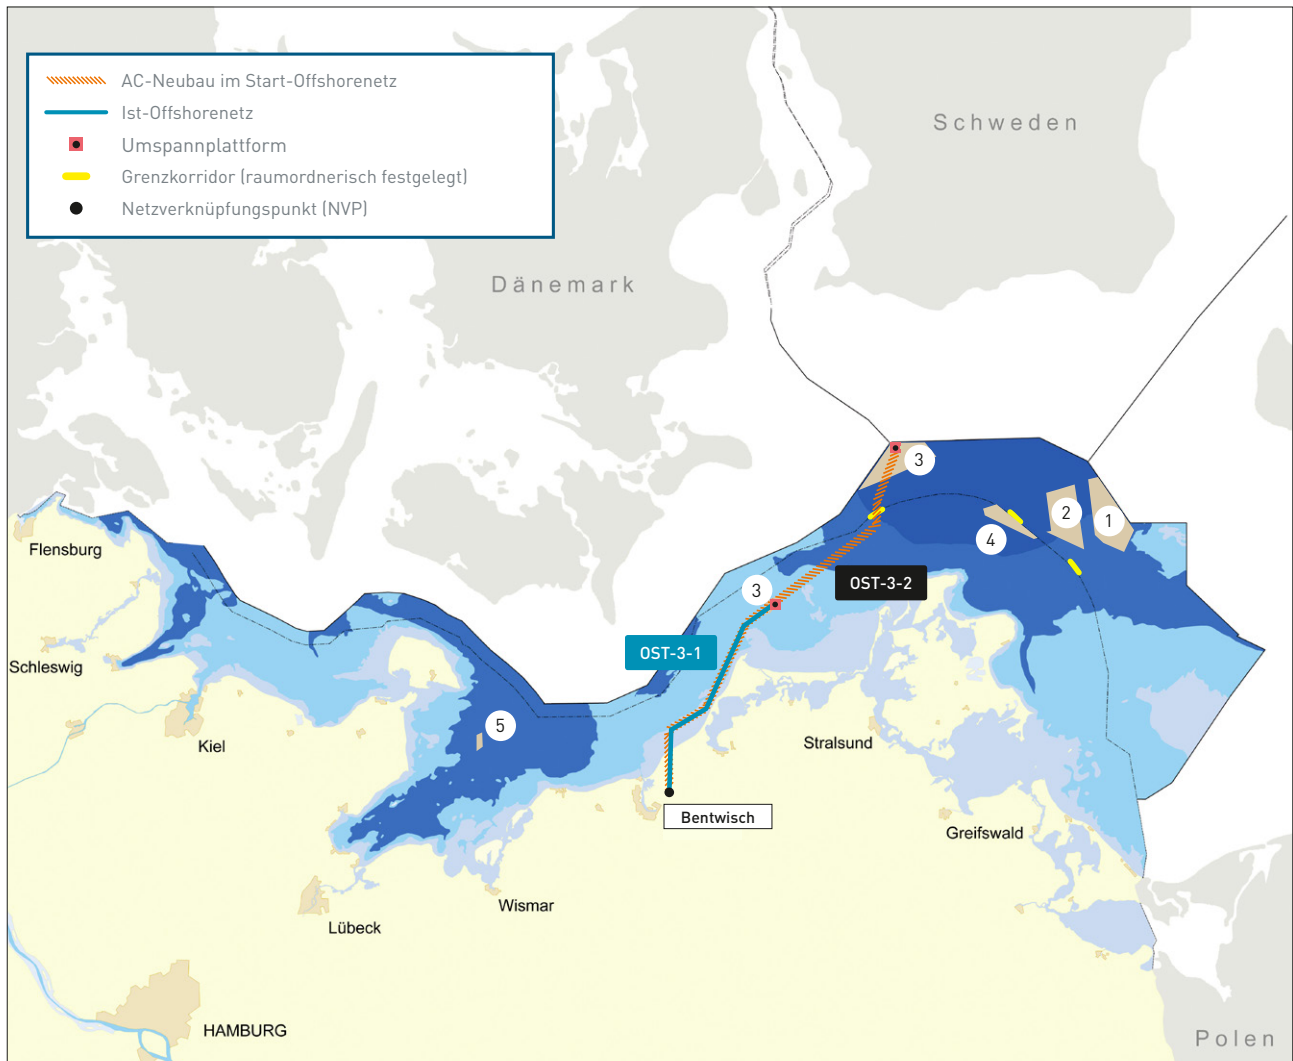 AC-Neubau im Start-Offshorenetz
Ist-Offshorenetz
Umspannplattform
Grenzkorridor (raumordnerisch festgelegt)
Netzverknüpfungspunkt (NVP)
Schweden
Dänemark
3
2
1
4
Flensburg
OST-3-2
3
OST-3-1
Schleswig
5
Kiel
Stralsund
Bentwisch
Greifswald
Wismar
Lübeck
HAMBURG
Polen